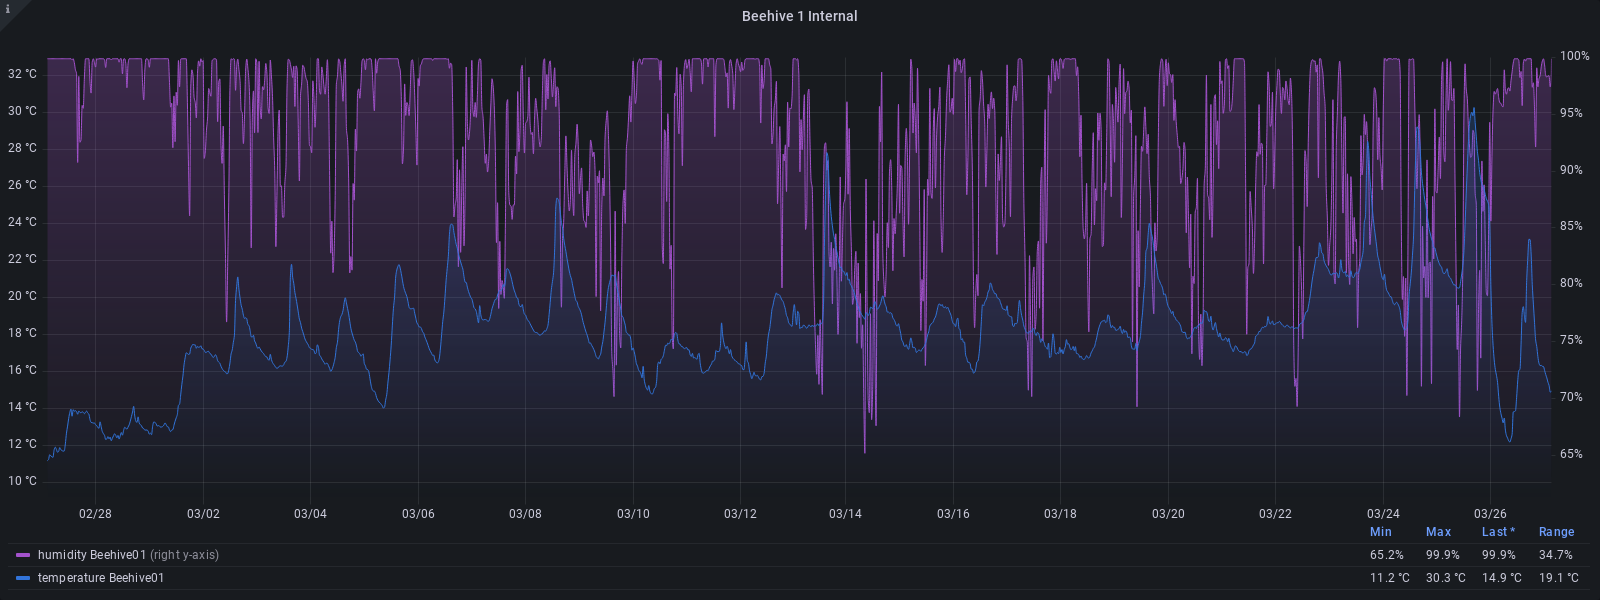 i
Beehive 1 Internal
32 °C
30 °C
28 °C
26 °C
24 °C
22 °C
20 °C
18 °C
16 °C
14 °C
12 °C
10 °C
100%
95%
90%
85%
80%
75%
70%
65%
02/28 03/02 03/04 03/06 03/08 03/10 03/12 03/14 03/16 03/18 03/20 03/22 03/24 03/26
Min Max Last * Range
humidity Beehive01 (right y-axis) 65.2% 99.9% 99.9% 34.7%
temperature Beehive01 11.2 °C 30.3 °C 14.9 °C 19.1 °C